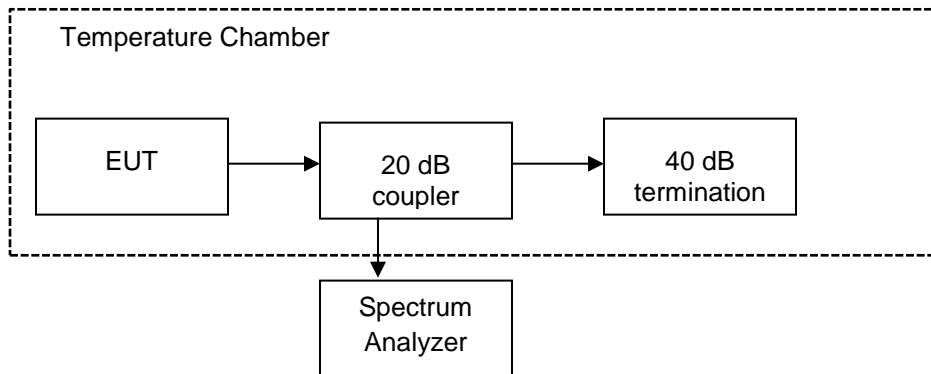 Temperature Chamber
EUT
20 dB
coupler
40 dB
termination
Spectrum
Analyzer